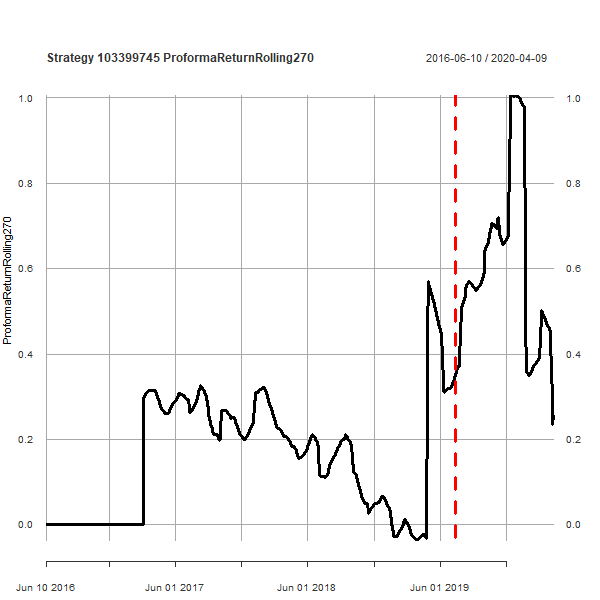 Strategy 103399745 ProformaReturnRolling270
2016-06-10 / 2020-04-09
ProformaReturnRolling270
1.0
0.8
0.6
0.4
0.2
0.0
1.0
0.8
0.6
0.4
0.2
0.0
Jun 10 2016
Jun 01 2017
Jun 01 2018
Jun 01 2019